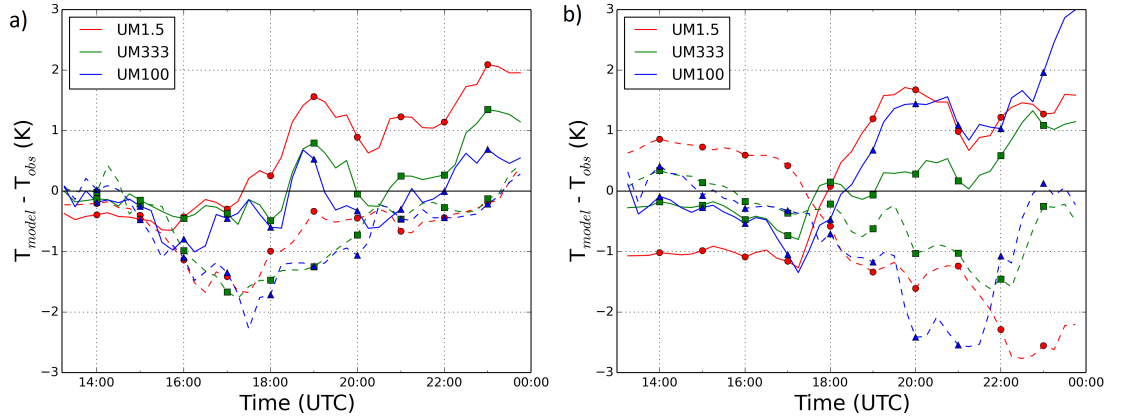 a)
3
2
1
0
−1
−2
−3
T_model - T_obs (K)
UM1.5
UM333
UM100
14:00 16:00 18:00 20:00 22:00 00:00
Time (UTC)
b)
3
2
1
0
−1
−2
−3
T_model - T_obs (K)
UM1.5
UM333
UM100
14:00 16:00 18:00 20:00 22:00 00:00
Time (UTC)